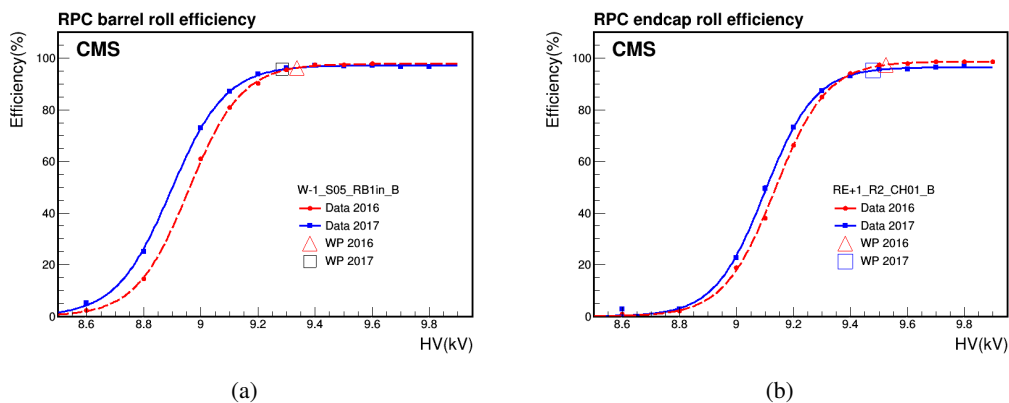 RPC barrel roll efficiency
CMS
Efficiency(%)
100
80
60
40
20
0
W-1_S05_RB1in_B
Data 2016
Data 2017
WP 2016
WP 2017
8.6 8.8 9 9.2 9.4 9.6 9.8
HV(kV)
(a)
RPC endcap roll efficiency
CMS
Efficiency(%)
100
80
60
40
20
0
RE+1_R2_CH01_B
Data 2016
Data 2017
WP 2016
WP 2017
8.6 8.8 9 9.2 9.4 9.6 9.8
HV(kV)
(b)